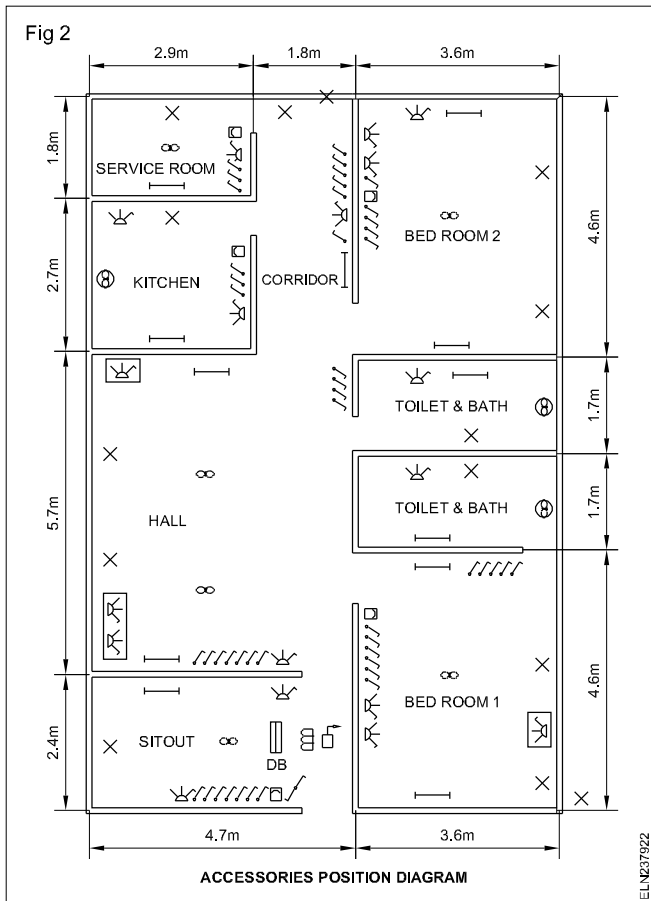 Fig 2
2.9m 1.8m 3.6m
1.8m
SERVICE ROOM
2.7m
KITCHEN
CORRIDOR
BED ROOM 2
4.6m
TOILET & BATH
1.7m
5.7m
HALL
TOILET & BATH
1.7m
2.4m
SITOUT
DB
BED ROOM 1
4.6m
4.7m 3.6m
ACCESSORIES POSITION DIAGRAM
ELN237922